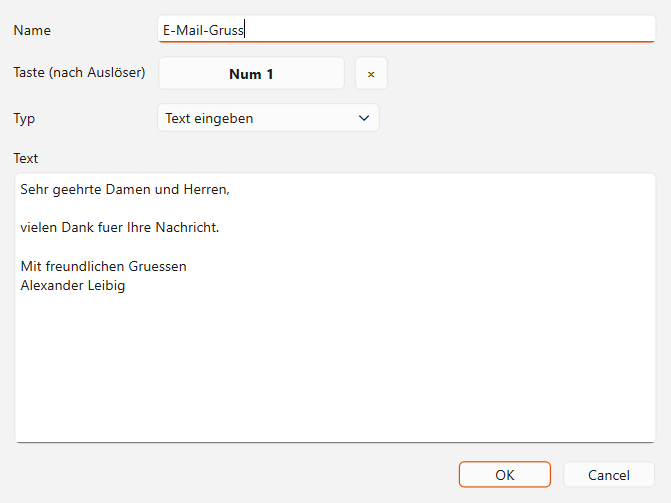 Name
E-Mail-Gruss
Taste (nach Auslöser)
Num 1
×
Typ
Text eingeben
Text
Sehr geehrte Damen und Herren,
vielen Dank fuer Ihre Nachricht.
Mit freundlichen Gruessen
Alexander Leibig
OK
Cancel